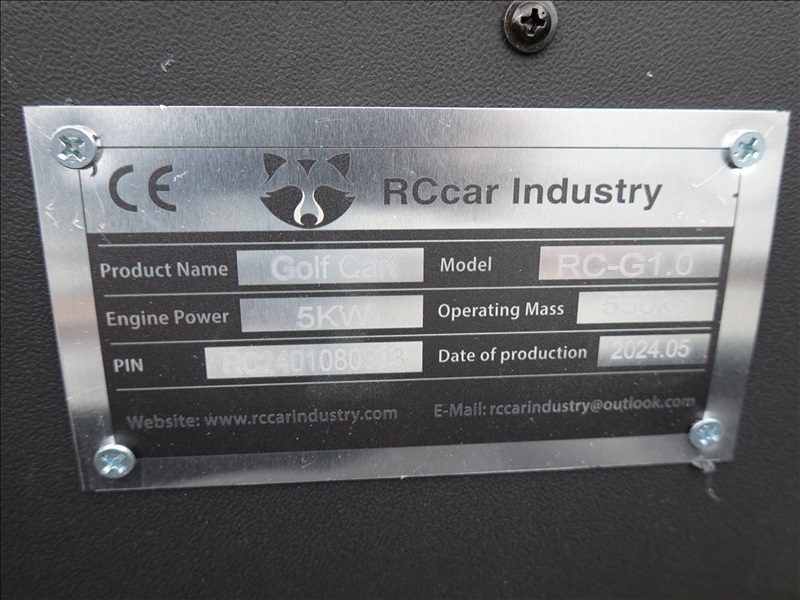 CE RCcar Industry
Product Name Golf Cart Model RC-G1.0
Engine Power 5KW Operating Mass
PIN Date of production 2024.05
Website: www.rccarindustry.com E-Mail: rccarindustry@outlook.com